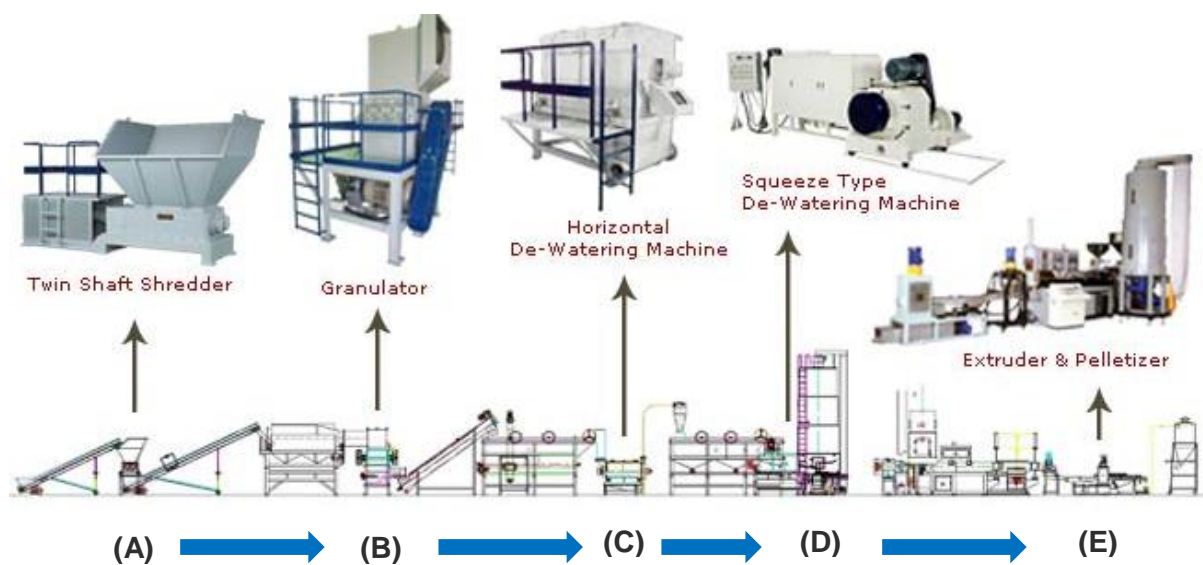 Twin Shaft Shredder
Granulator
Horizontal
De-Watering Machine
Squeeze Type
De-Watering Machine
Extruder & Pelletizer
(A)
(B)
(C)
(D)
(E)